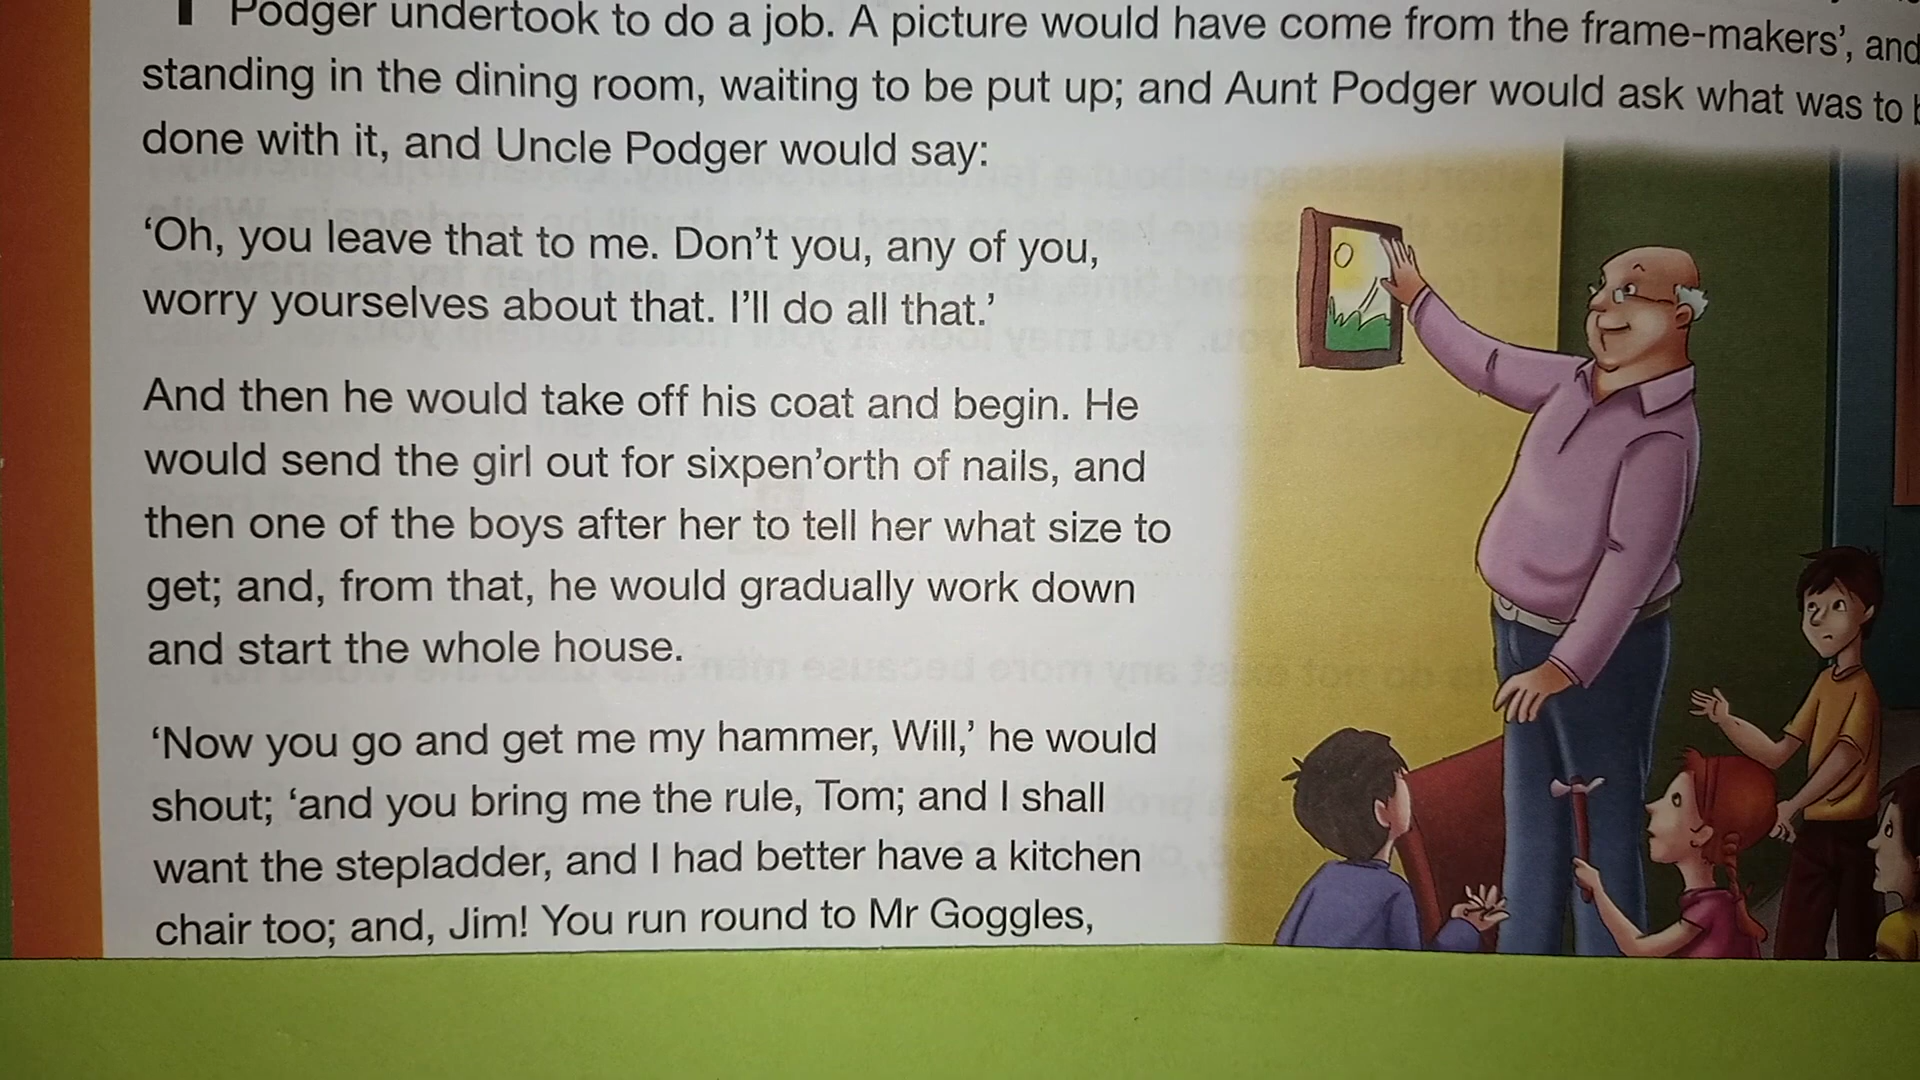 Podger undertook to do a job. A picture would have come from the frame-makers’, and
standing in the dining room, waiting to be put up; and Aunt Podger would ask what was to
done with it, and Uncle Podger would say:
‘Oh, you leave that to me. Don’t you, any of you,
worry yourselves about that. I’ll do all that.’
And then he would take off his coat and begin. He
would send the girl out for sixpen’orth of nails, and
then one of the boys after her to tell her what size to
get; and, from that, he would gradually work down
and start the whole house.
‘Now you go and get me my hammer, Will,’ he would
shout; ‘and you bring me the rule, Tom; and I shall
want the stepladder, and I had better have a kitchen
chair too; and, Jim! You run round to Mr Goggles,